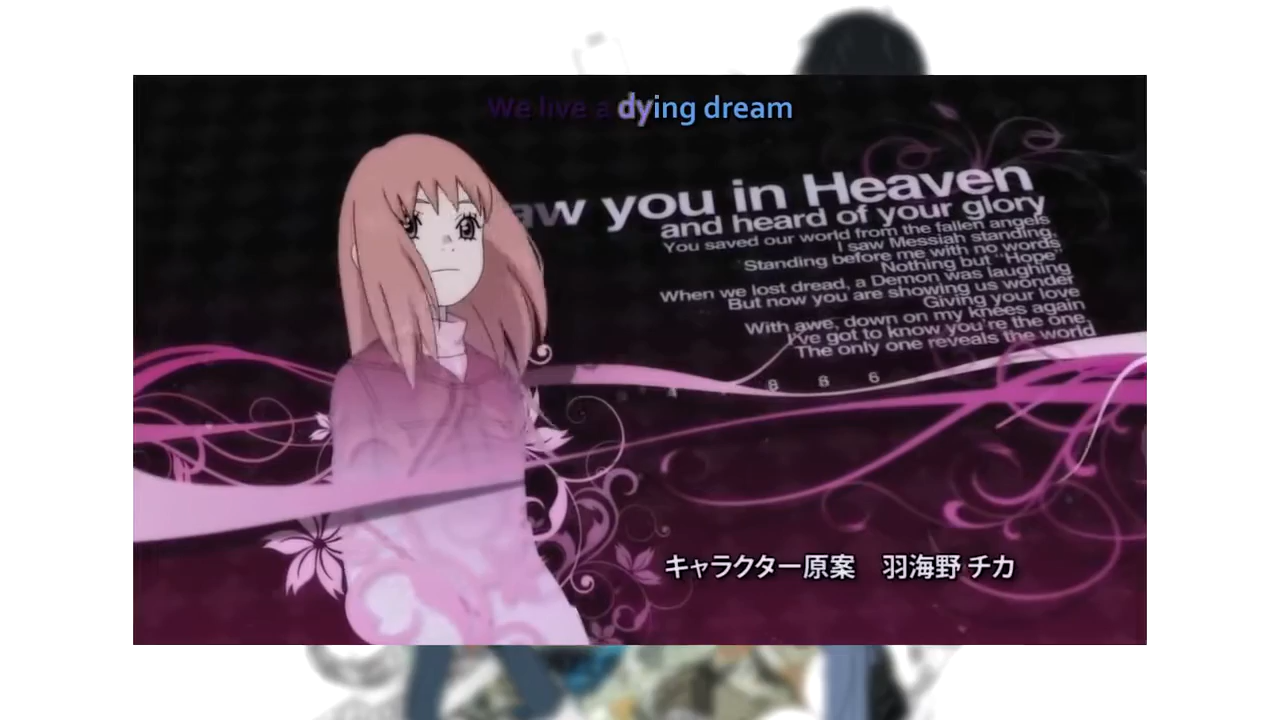 We live a dying dream
aw you in Heaven
and heard of your glory
You saved our world from the fallen angels
I saw Messiah standing,
Standing before me with no words
Nothing but "Hope"
When we lost dread, a Demon was laughing
But now you are showing us wonder
Giving your love
With awe, down on my knees again
I've got to know you're the one,
The only one reveals the world
8 8 6
キャラクター原案 羽海野 チカ